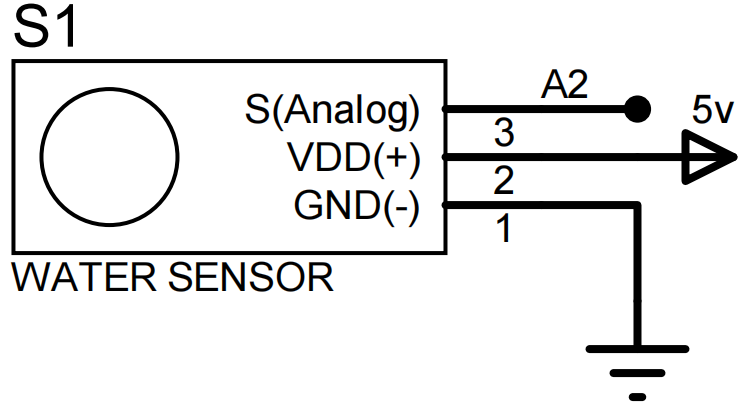 S1
S(Analog)
A2
3
5v
VDD(+)
2
GND(-)
1
WATER SENSOR